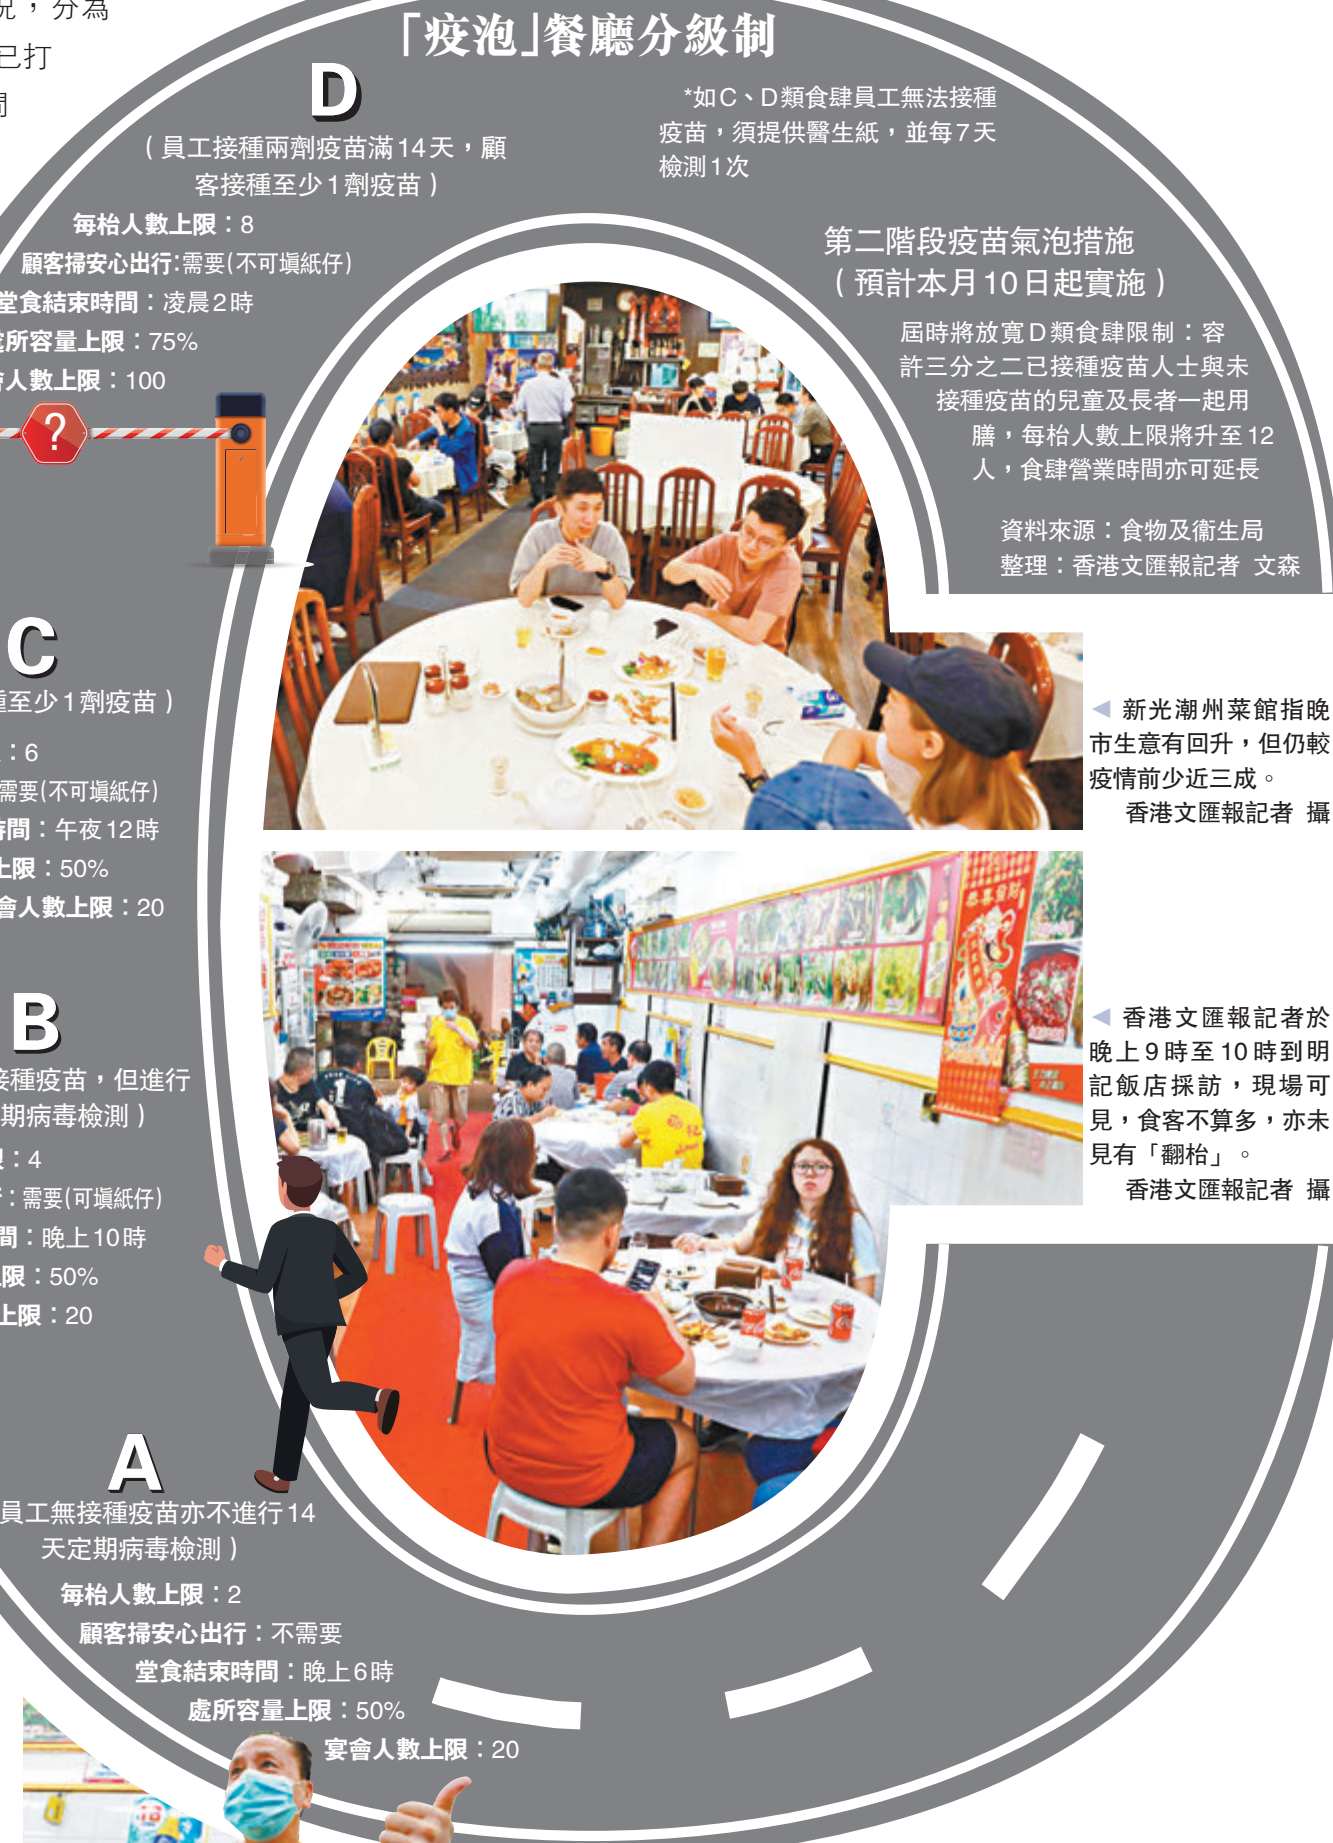 況，分為
已打
間
「疫泡」餐廳分級制
D
（員工接種兩劑疫苗滿14天，顧
客接種至少1劑疫苗）
每枱人數上限：8
顧客掃安心出行:需要(不可塡紙仔)
堂食結束時間：凌晨2時
處所容量上限：75%
會人數上限：100
*如C、D類食肆員工無法接種
疫苗，須提供醫生紙，並每7天
檢測1次
第二階段疫苗氣泡措施
（預計本月10日起實施）
屆時將放寬D類食肆限制：容
許三分之二已接種疫苗人士與未
接種疫苗的兒童及長者一起用
膳，每枱人數上限將升至12
人，食肆營業時間亦可延長
資料來源：食物及衞生局
整理：香港文匯報記者 文森
?
C
種至少1劑疫苗）
：6
需要(不可塡紙仔)
時間：午夜12時
上限：50%
會人數上限：20
B
接種疫苗，但進行
期病毒檢測）
限：4
行：需要(可塡紙仔)
間：晚上10時
上限：50%
上限：20
A
員工無接種疫苗亦不進行14
天定期病毒檢測）
每枱人數上限：2
顧客掃安心出行：不需要
堂食結束時間：晚上6時
處所容量上限：50%
宴會人數上限：20
◀ 新光潮州菜館指晚
市生意有回升，但仍較
疫情前少近三成。
香港文匯報記者 攝
◀ 香港文匯報記者於
晚上9時至10時到明
記飯店採訪，現場可
見，食客不算多，亦未
見有「翻枱」。
香港文匯報記者 攝
恭喜發財
1